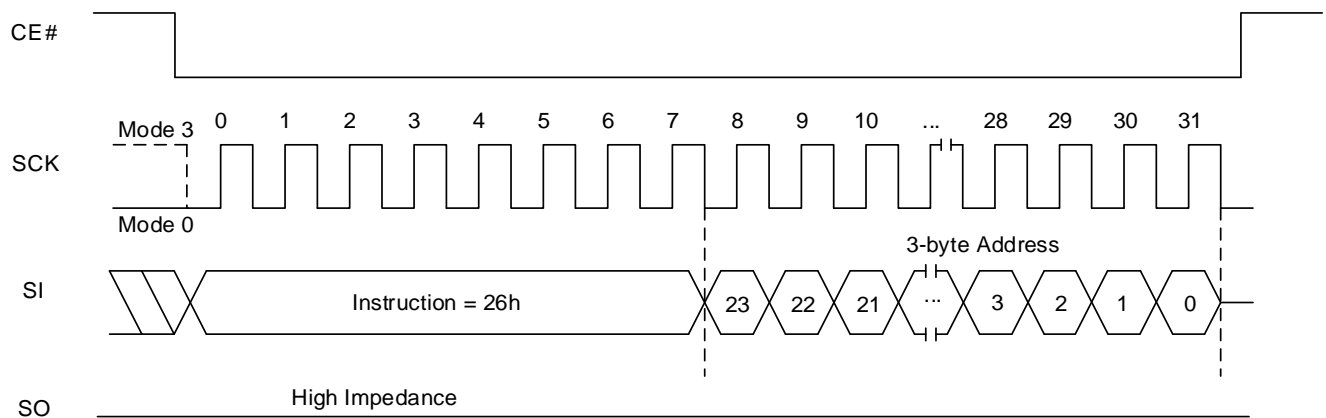 CE#
Mode 3
0 1 2 3 4 5 6 7 8 9 10 ... 28 29 30 31
SCK
Mode 0
3-byte Address
SI
Instruction = 26h
23 22 21 ... 3 2 1 0
High Impedance
SO